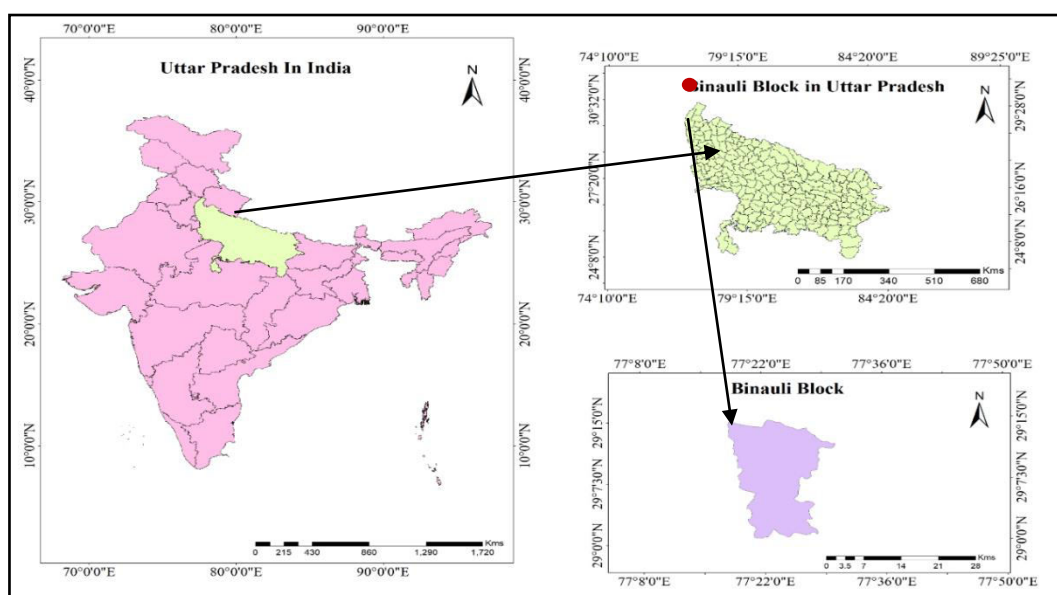 70°0'0"E 80°0'0"E 90°0'0"E
Uttar Pradesh In India
N
40°0'0"N
40°0'0"N
30°0'0"N
30°0'0"N
20°0'0"N
20°0'0"N
10°0'0"N
10°0'0"N
Kms
0 215 430 860 1,290 1,720
70°0'0"E 80°0'0"E 90°0'0"E
74°10'0"E 79°15'0"E 84°20'0"E 89°25'0"E
Binauli Block in Uttar Pradesh
N
30°32'0"N
27°20'0"N
24°8'0"N
29°28'0"N
26°16'0"N
24°8'0"N
Kms
0 85 170 340 510 680
74°10'0"E 79°15'0"E 84°20'0"E
77°8'0"E 77°22'0"E 77°36'0"E 77°50'0"E
Binauli Block
N
29°15'0"N
29°7'30"N
29°0'0"N
29°15'0"N
29°7'30"N
29°0'0"N
Kms
0 3.5 7 14 21 28
77°8'0"E 77°22'0"E 77°36'0"E 77°50'0"E